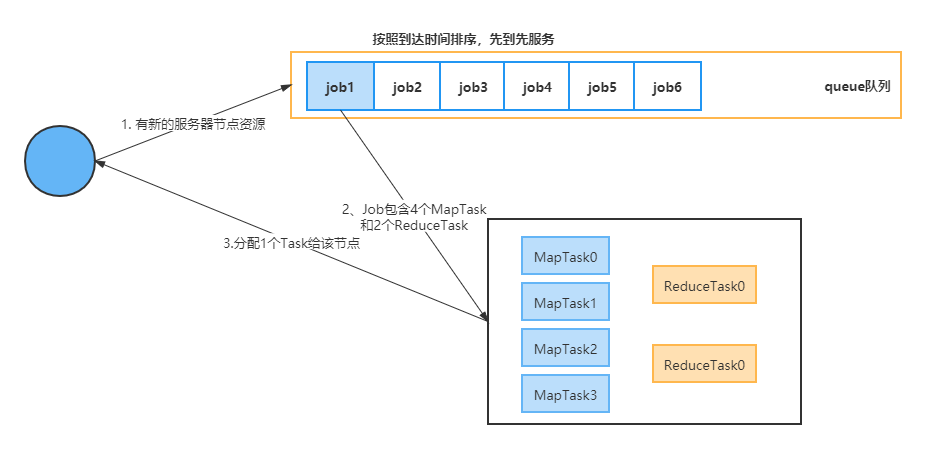 按照到达时间排序，先到先服务
job1
job2
job3
job4
job5
job6
queue队列
1. 有新的服务器节点资源
2、Job包含4个MapTask
和2个ReduceTask
3.分配1个Task给该节点
MapTask0
MapTask1
MapTask2
MapTask3
ReduceTask0
ReduceTask0